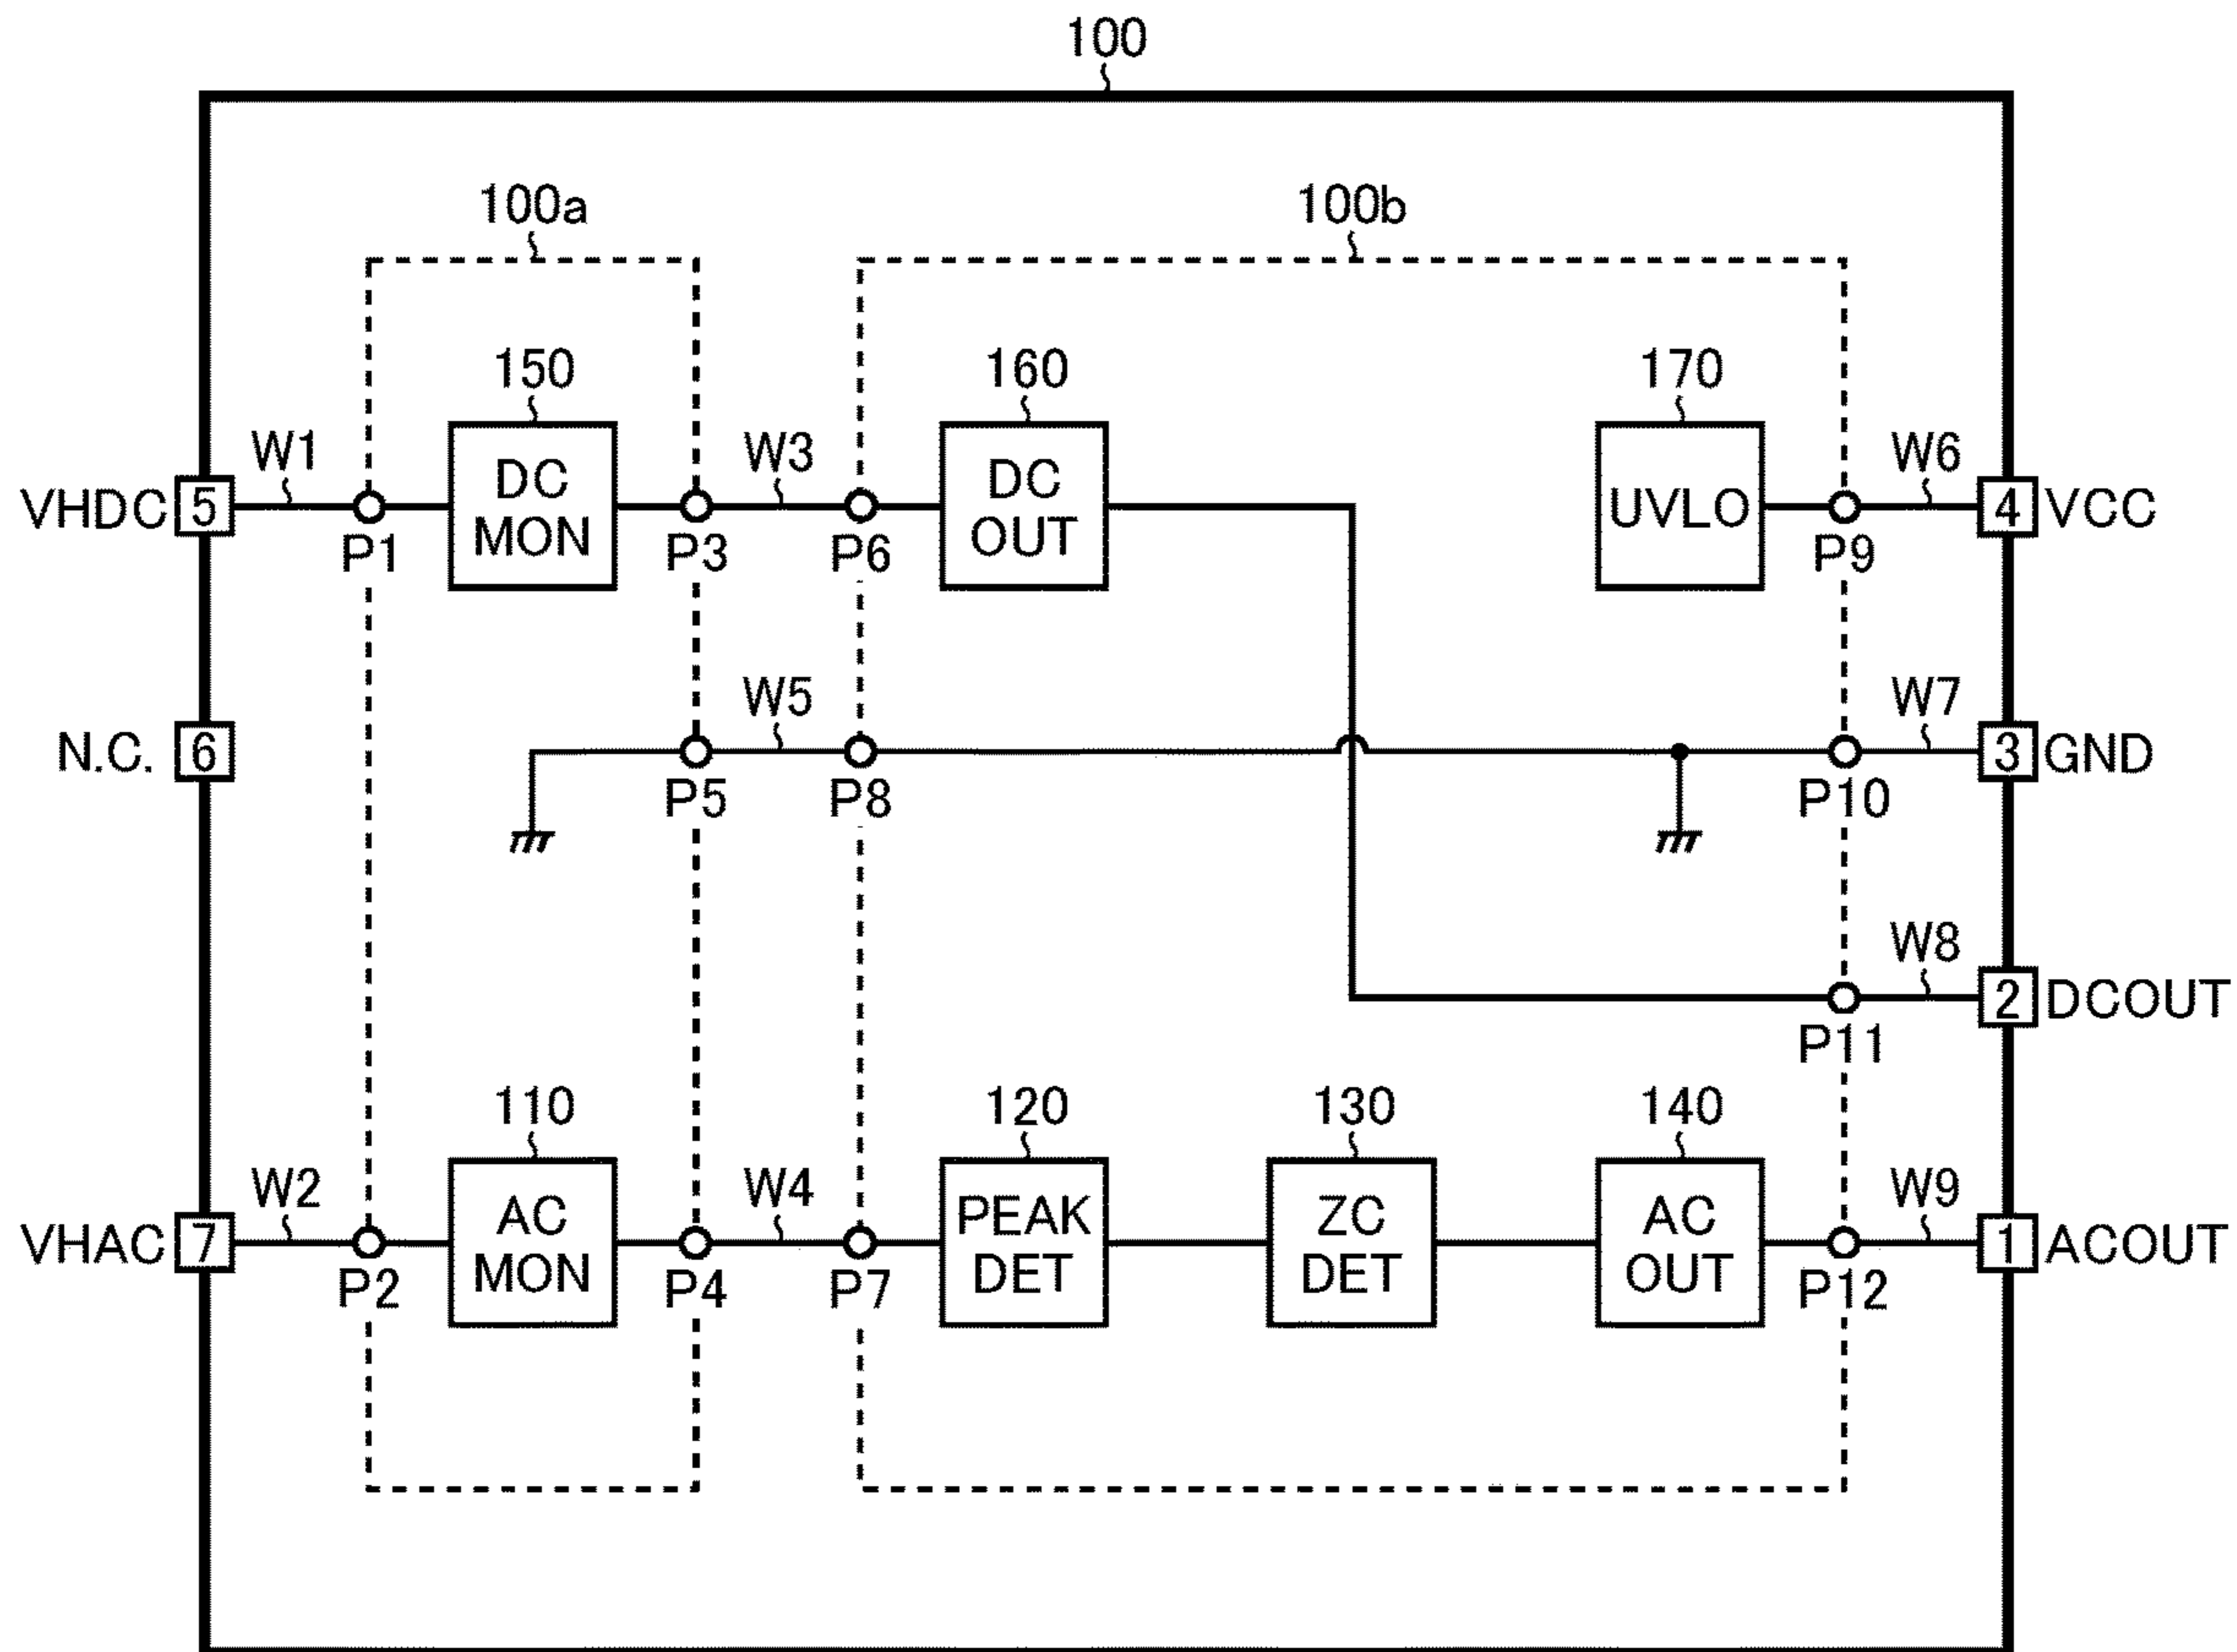 100
100a
100b
150
160
170
W1
W3
W6
VHDC
5
DC
MON
DC
OUT
UVLO
4
VCC
P1
P3
P6
P9
W5
W7
N.C.
6
3
GND
P5
P8
P10
W8
2
DCOUT
P11
110
120
130
140
W2
W4
W9
VHAC
7
AC
MON
PEAK
DET
ZC
DET
AC
OUT
1
ACOUT
P2
P4
P7
P12